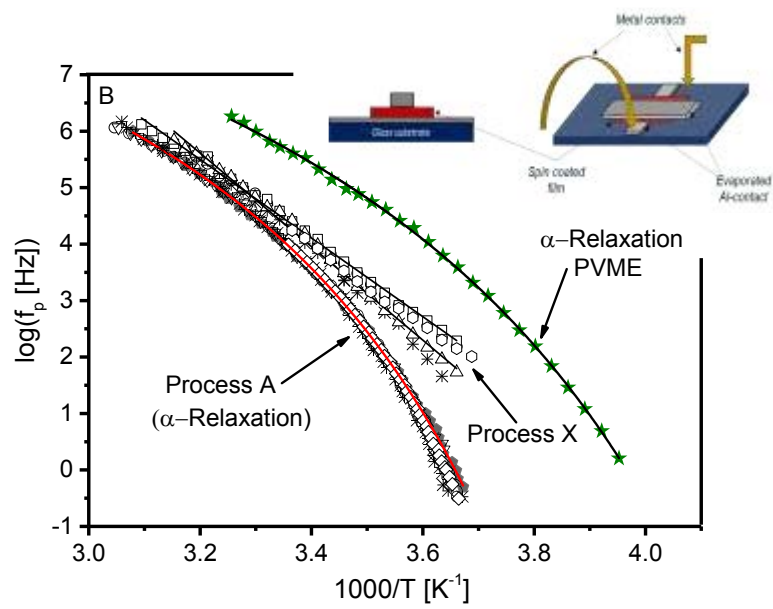 Metal contacts
B
Glass substrate
Spin coated
film
Evaporated
Al-contact
α−Relaxation
PVME
Process A
(α−Relaxation)
Process X
log(fₚ [Hz])
7
6
5
4
3
2
1
0
-1
3.0 3.2 3.4 3.6 3.8 4.0
1000/T [K⁻¹]